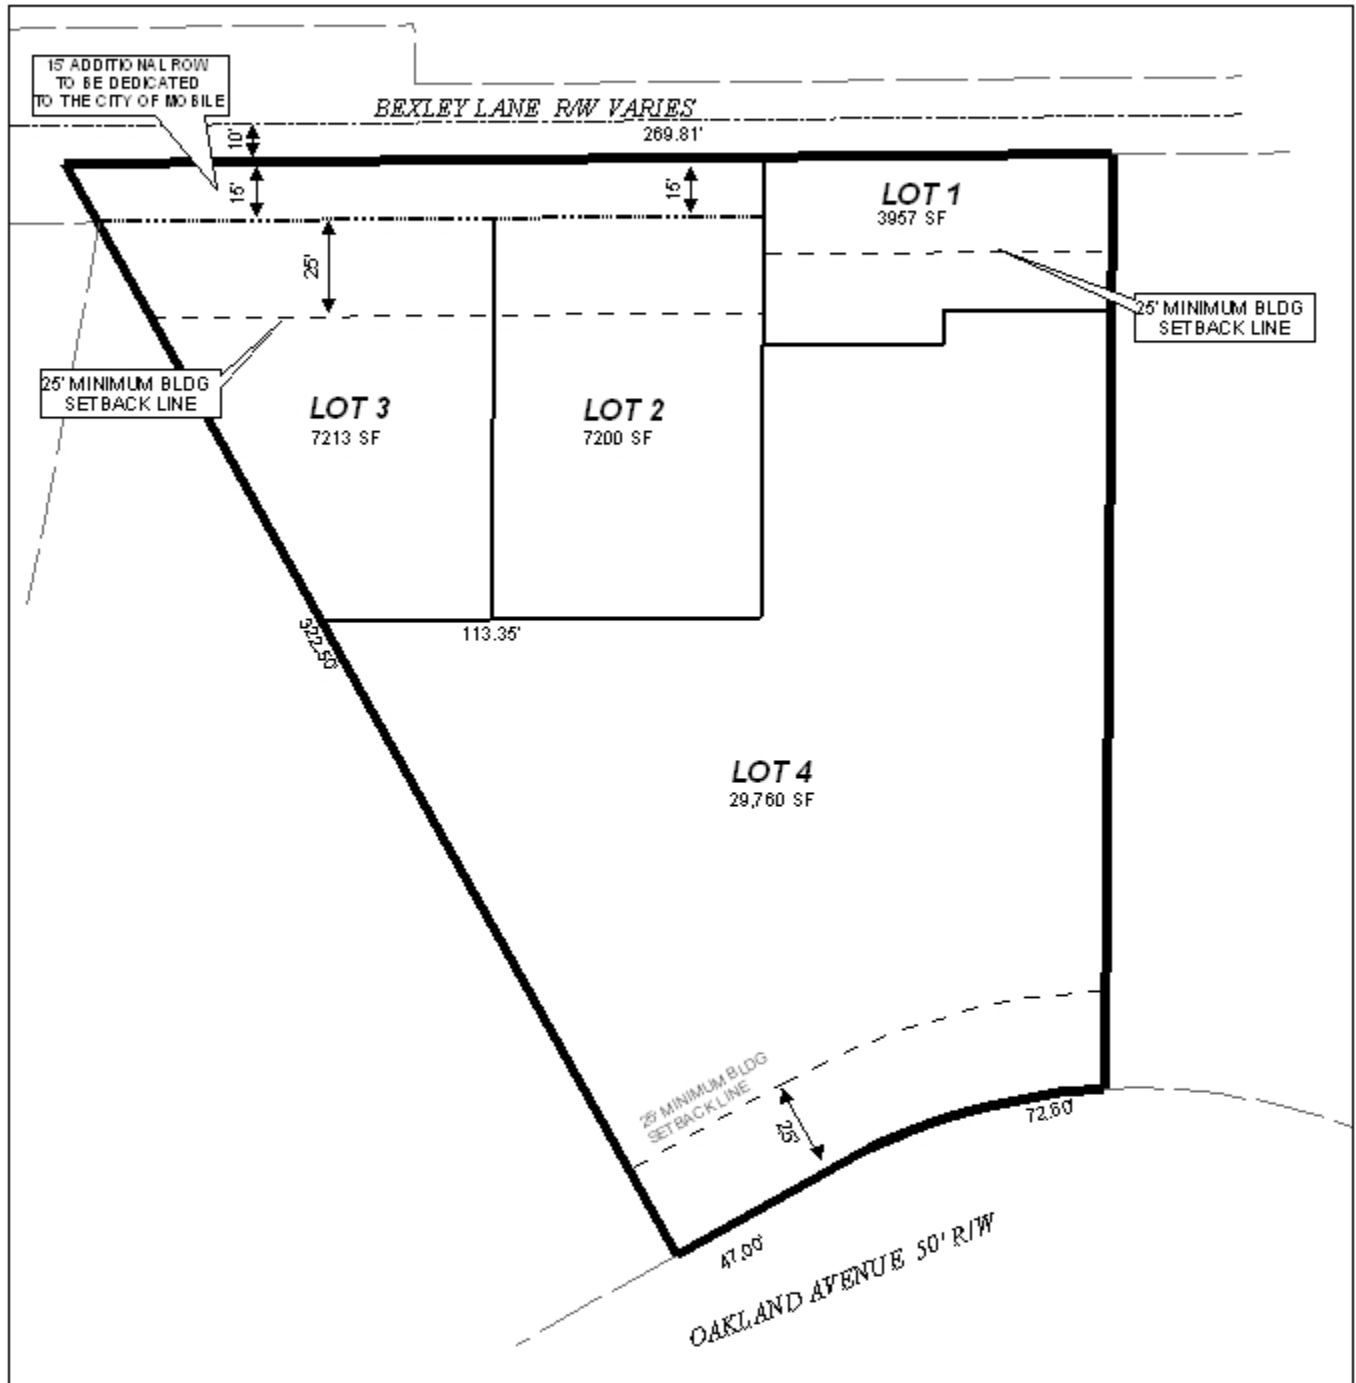 15' ADDITIONAL ROW
TO BE DEDICATED
TO THE CITY OF MOBILE
BEXLEY LANE R/W VARIES
269.81'
10'
15'
15'
LOT 1
3957 SF
25'
25' MINIMUM BLDG
SETBACK LINE
25' MINIMUM BLDG
SETBACK LINE
LOT 3
7213 SF
LOT 2
7200 SF
113.35'
322.50'
LOT 4
29,760 SF
25' MINIMUM BLDG
SETBACK LINE
25'
72.60'
47.00'
OAKLAND AVENUE 50' R/W